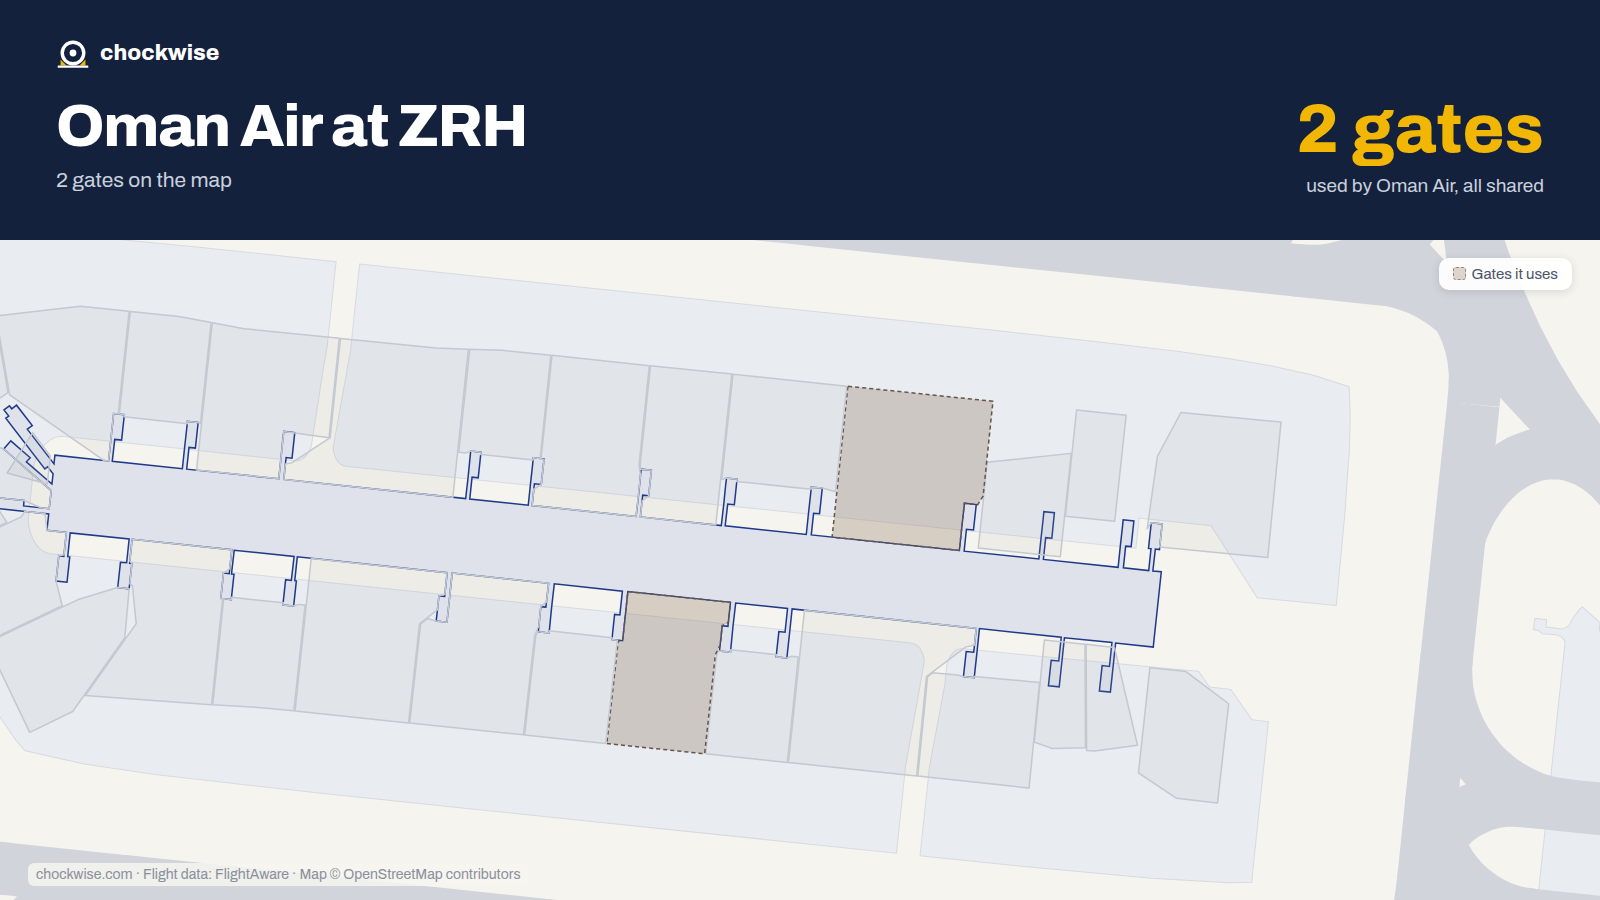 chockwise
Oman Air at ZRH
2 gates on the map
2 gates
used by Oman Air, all shared
Gates it uses
chockwise.com · Flight data: FlightAware · Map © OpenStreetMap contributors